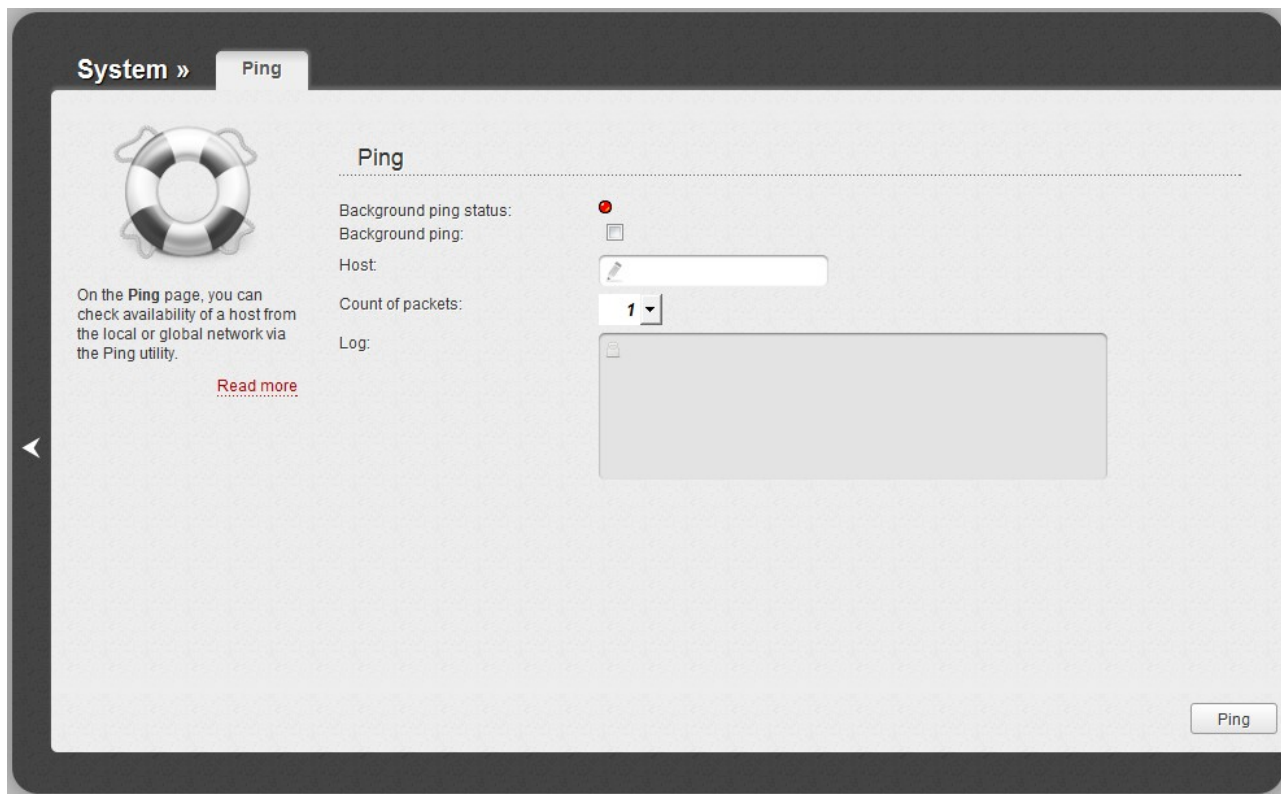 System »
Ping
Ping
Background ping status:
Background ping:
Host:
Count of packets:
1
Log:
On the Ping page, you can
check availability of a host from
the local or global network via
the Ping utility.
Read more
Ping